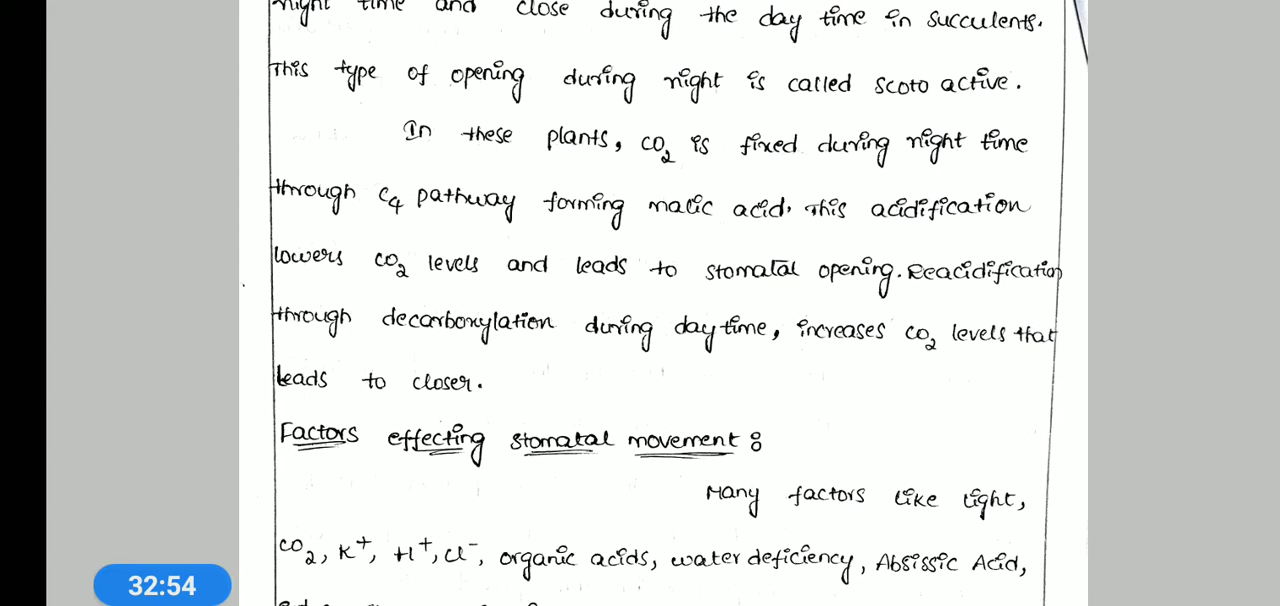 night time and close during the day time in succulents.
This type of opening during night is called scoto active.
In these plants, CO2 is fixed during night time
through C4 pathway forming malic acid. This acidification
lowers CO2 levels and leads to stomatal opening. Reacidification
through decarboxylation during day time, increases CO2 levels that
leads to closer.
Factors effecting stomatal movement :
Many factors like light,
CO2, K+, H+, Cl-, organic acids, water deficiency, Absissic Acid,
32:54